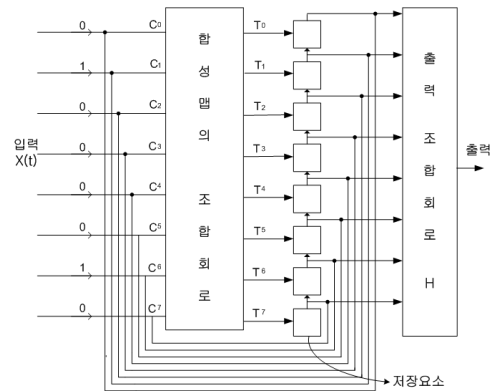 0 C0 T0
1 C1 T1
0 C2 T2
0 C3 T3
입력
X(t)
0 C4 T4
0 C5 T5
1 C6 T6
0 C7 T7
합성맵의 조합회로
출력 조합회로 H
출력
저장요소